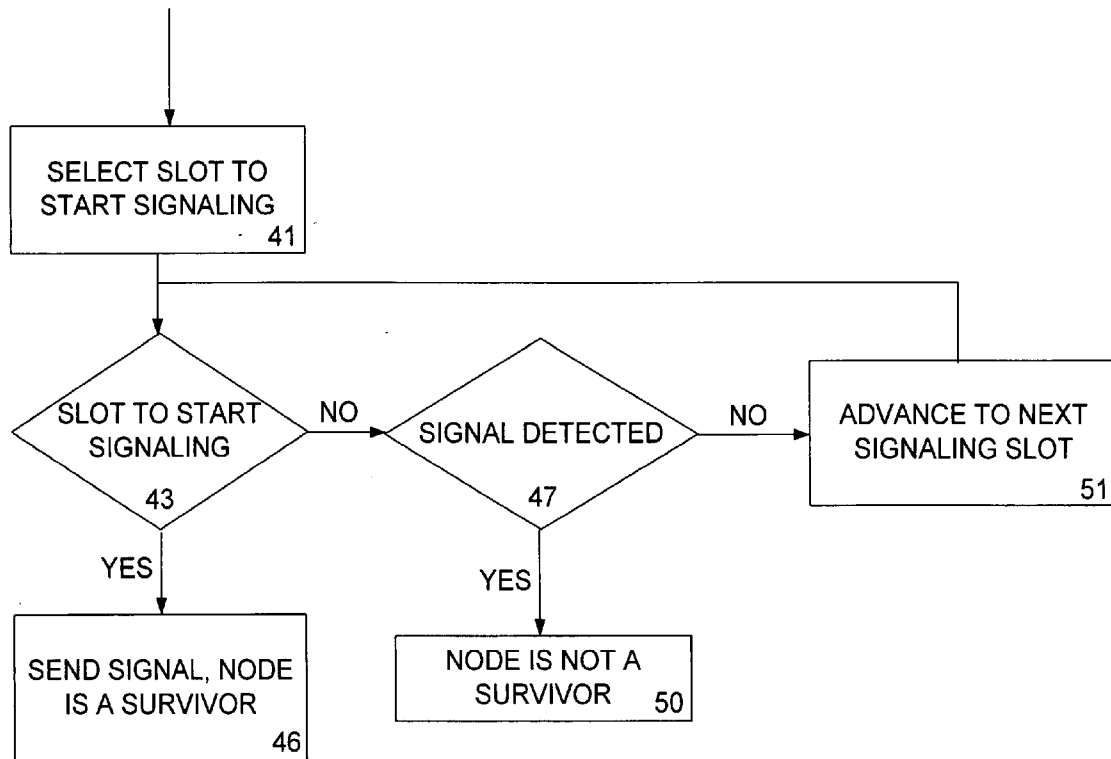 SELECT SLOT TO
START SIGNALING
41
SLOT TO START
SIGNALING
43
NO
SIGNAL DETECTED
47
NO
ADVANCE TO NEXT
SIGNALING SLOT
51
YES
SEND SIGNAL, NODE
IS A SURVIVOR
46
YES
NODE IS NOT A
SURVIVOR
50